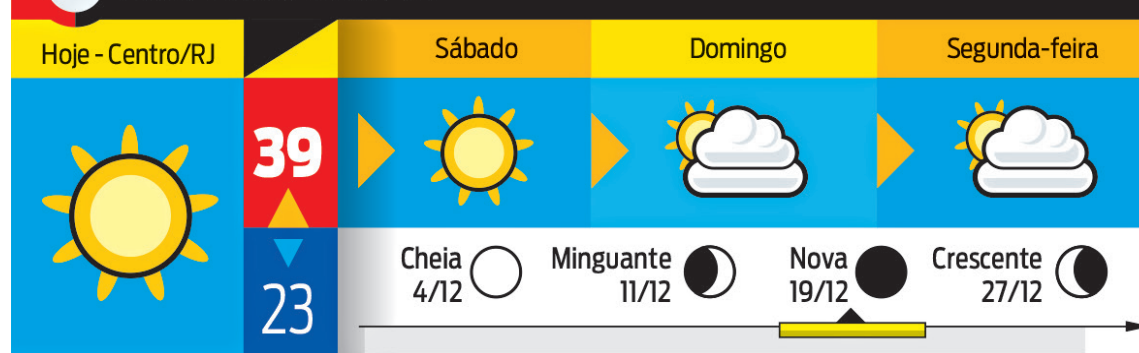 Hoje - Centro/RJ
Sábado
Domingo
Segunda-feira
39
23
Cheia
4/12
Minguante
11/12
Nova
19/12
Crescente
27/12